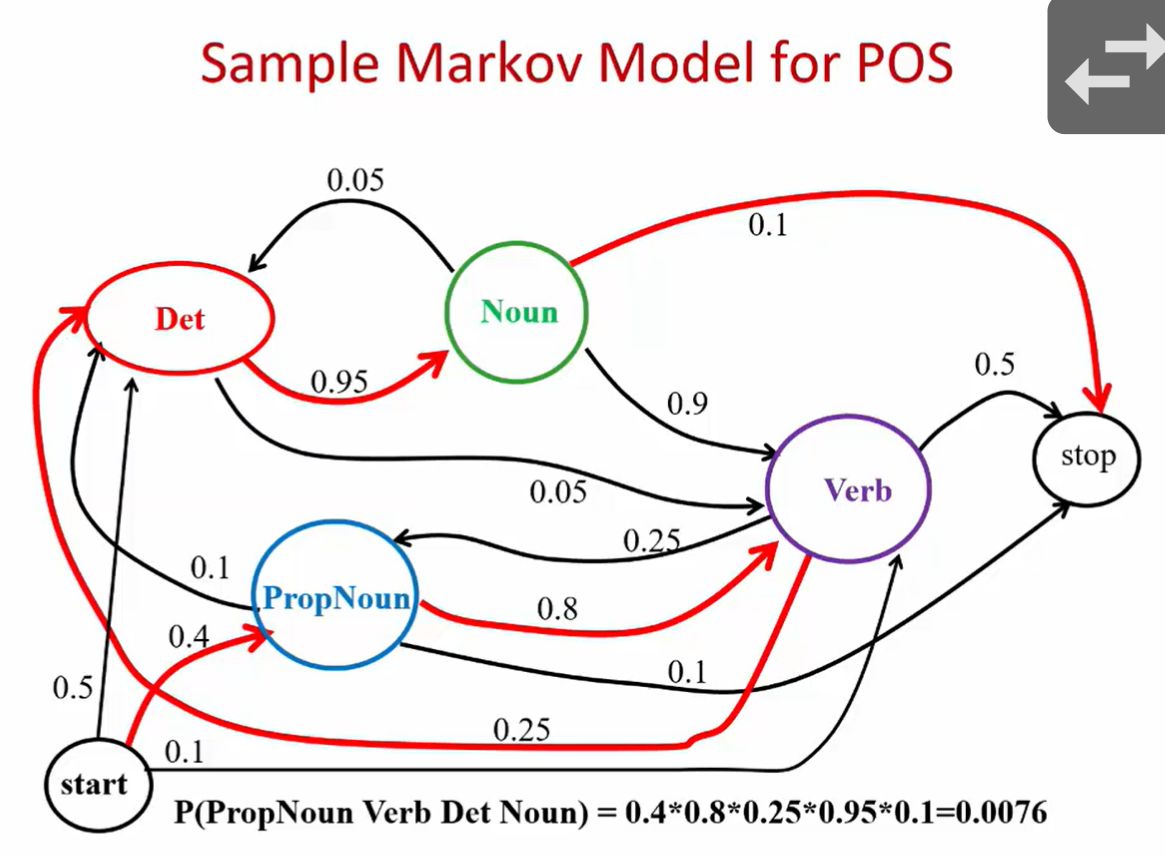 Sample Markov Model for POS
0.05
0.1
Det
Noun
0.95
0.5
0.9
stop
0.05
Verb
0.25
0.1
PropNoun
0.8
0.4
0.1
0.5
0.25
0.1
start
P(PropNoun Verb Det Noun) = 0.4*0.8*0.25*0.95*0.1=0.0076